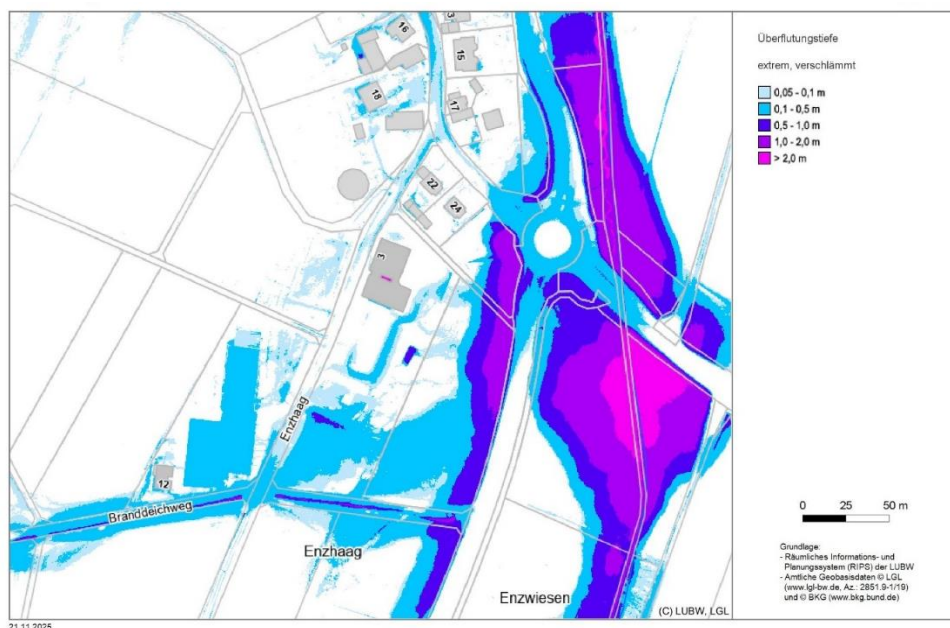 Überflutungstiefe
extrem, verschlämmt
0,05 - 0,1 m
0,1 - 0,5 m
0,5 - 1,0 m
1,0 - 2,0 m
> 2,0 m
16
13
15
18
17
22
24
3
Enzhaag
12
Branddeichweg
Enzhaag
Enzwiesen
(C) LUBW, LGL
0 25 50 m
Grundlage:
- Räumliches Informations- und
Planungssystem (RIPS) der LUBW
- Amtliche Geobasisdaten © LGL
(www.lgl-bw.de, Az.: 2851.9-1/19)
und © BKG (www.bkg.bund.de)
21.11.2025